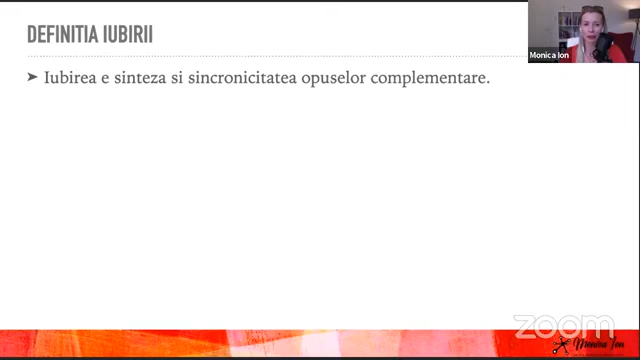 DEFINITIA IUBIRII
➤ Iubirea e sinteza si sincronicitatea opuselor complementare.
Monica Ion
zoom
Monica Ion